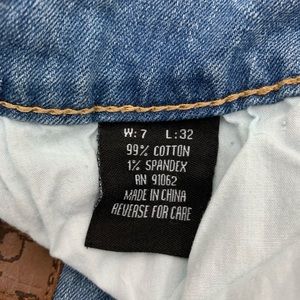 W: 7 L: 32
99% COTTON
1% SPANDEX
RN 91062
MADE IN CHINA
REVERSE FOR CARE